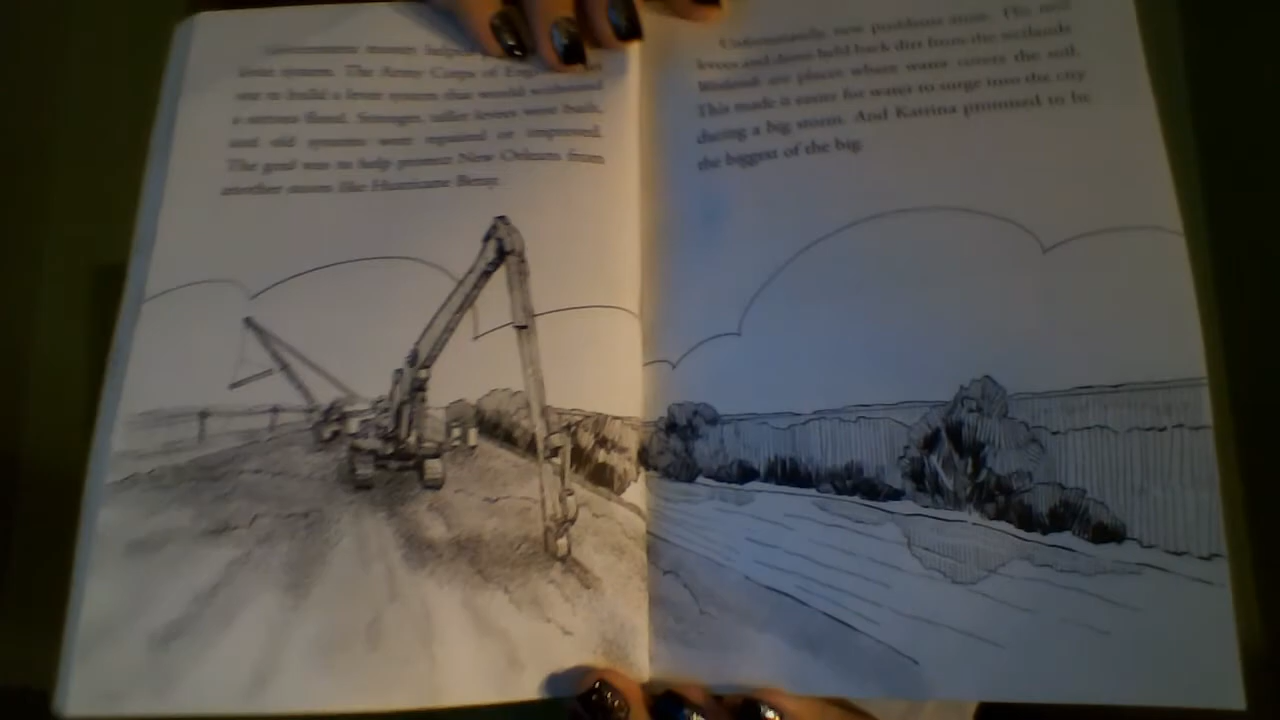 Government money helped
levee system. The Army Corps of
was to build a levee system that would withstand
a serious flood. Stronger, taller levees were built,
and old systems were repaired or improved.
The goal was to help protect New Orleans from
another storm like Hurricane Betsy.
Unfortunately, new problems arose. The new
levees and dams held back dirt from the wetlands.
Wetlands are places where water covers the soil.
This made it easier for water to surge into the city
during a big storm. And Katrina promised to be
the biggest of the big.